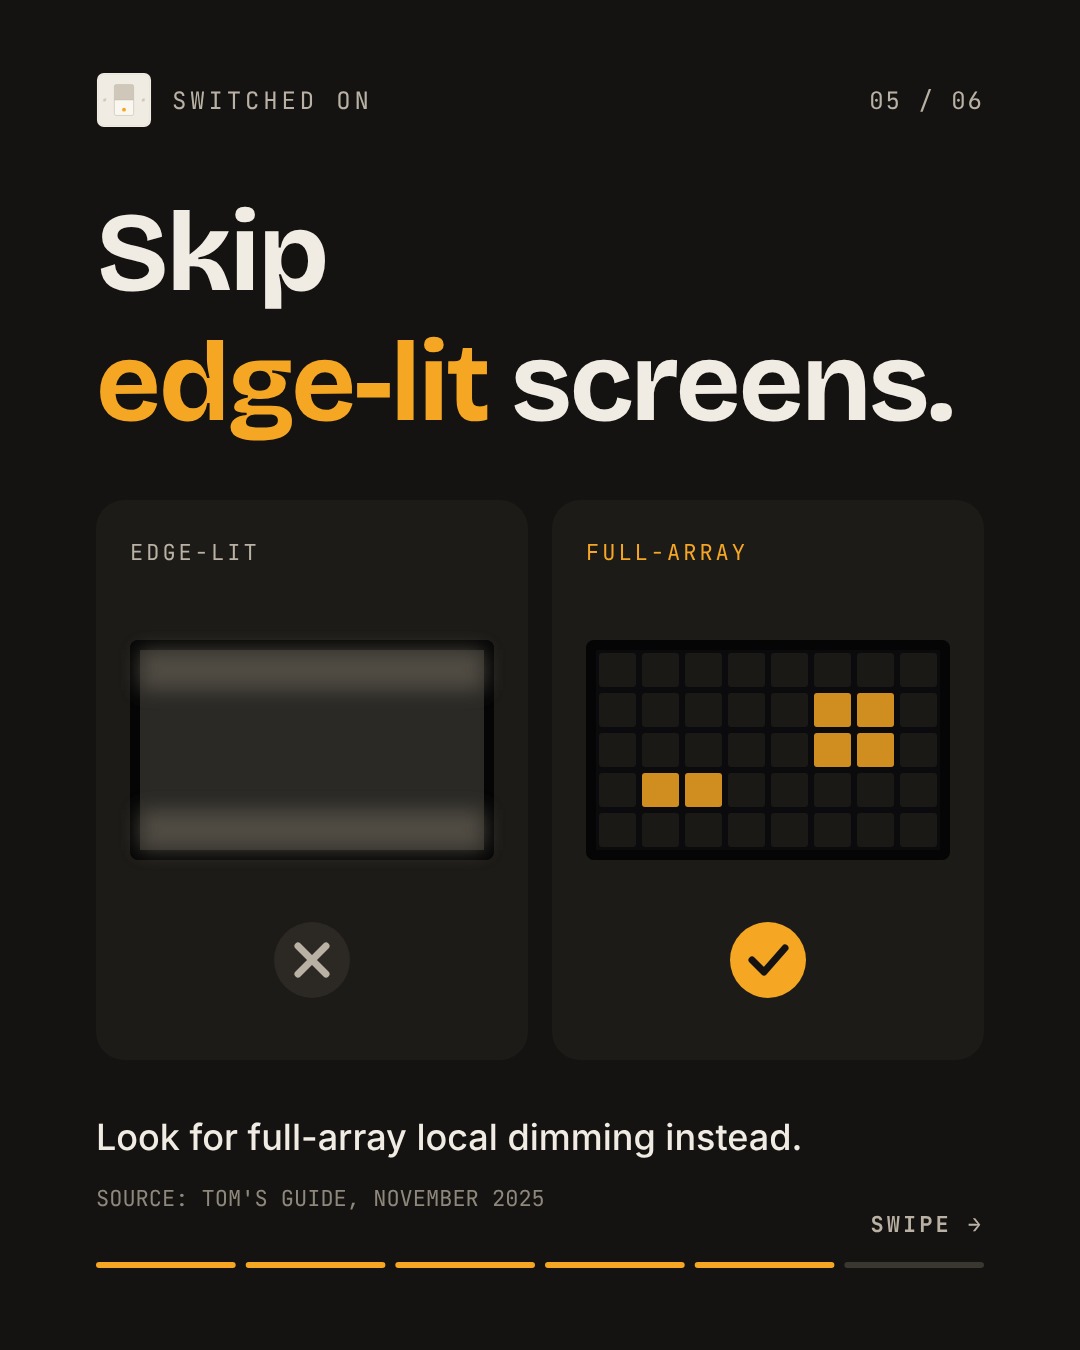 SWITCHED ON
05 / 06
Skip
edge-lit screens.
EDGE-LIT
FULL-ARRAY
Look for full-array local dimming instead.
SOURCE: TOM'S GUIDE, NOVEMBER 2025
SWIPE →